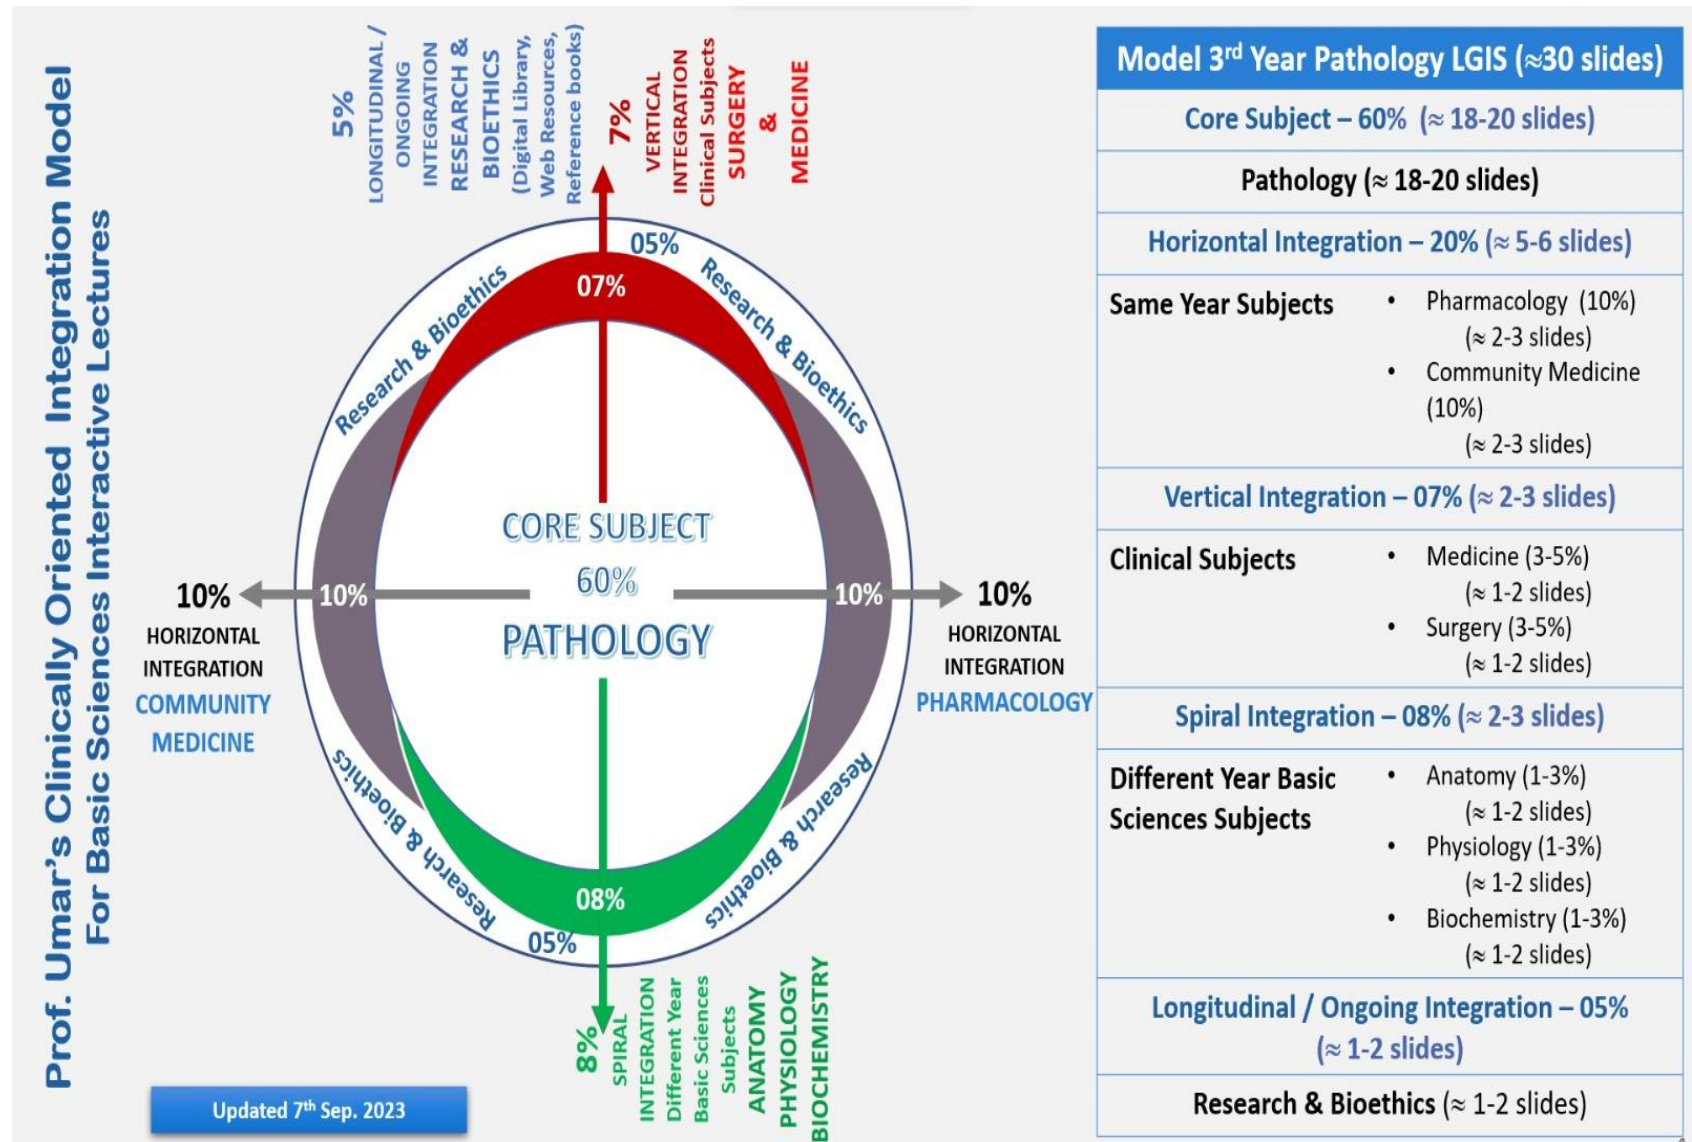 Prof. Umar’s Clinically Oriented Integration Model
For Basic Sciences Interactive Lectures
5%
LONGITUDINAL /
ONGOING
INTEGRATION
RESEARCH &
BIOETHICS
(Digital Library,
Web Resources,
Reference books)
7%
VERTICAL
INTEGRATION
Clinical Subjects
SURGERY
&
MEDICINE
05%
07%
Research & Bioethics
Research & Bioethics
CORE SUBJECT
60%
PATHOLOGY
10%
10%
HORIZONTAL
INTEGRATION
COMMUNITY
MEDICINE
10%
10%
HORIZONTAL
INTEGRATION
PHARMACOLOGY
Research & Bioethics
Research & Bioethics
08%
05%
8%
SPIRAL
INTEGRATION
Different Year
Basic Sciences
Subjects
ANATOMY
PHYSIOLOGY
BIOCHEMISTRY
Updated 7th Sep. 2023
Model 3rd Year Pathology LGIS (≈30 slides)
Core Subject – 60% (≈ 18-20 slides)
Pathology (≈ 18-20 slides)
Horizontal Integration – 20% (≈ 5-6 slides)
Same Year Subjects
• Pharmacology (10%)
(≈ 2-3 slides)
• Community Medicine
(10%)
(≈ 2-3 slides)
Vertical Integration – 07% (≈ 2-3 slides)
Clinical Subjects
• Medicine (3-5%)
(≈ 1-2 slides)
• Surgery (3-5%)
(≈ 1-2 slides)
Spiral Integration – 08% (≈ 2-3 slides)
Different Year Basic
Sciences Subjects
• Anatomy (1-3%)
(≈ 1-2 slides)
• Physiology (1-3%)
(≈ 1-2 slides)
• Biochemistry (1-3%)
(≈ 1-2 slides)
Longitudinal / Ongoing Integration – 05%
(≈ 1-2 slides)
Research & Bioethics (≈ 1-2 slides)